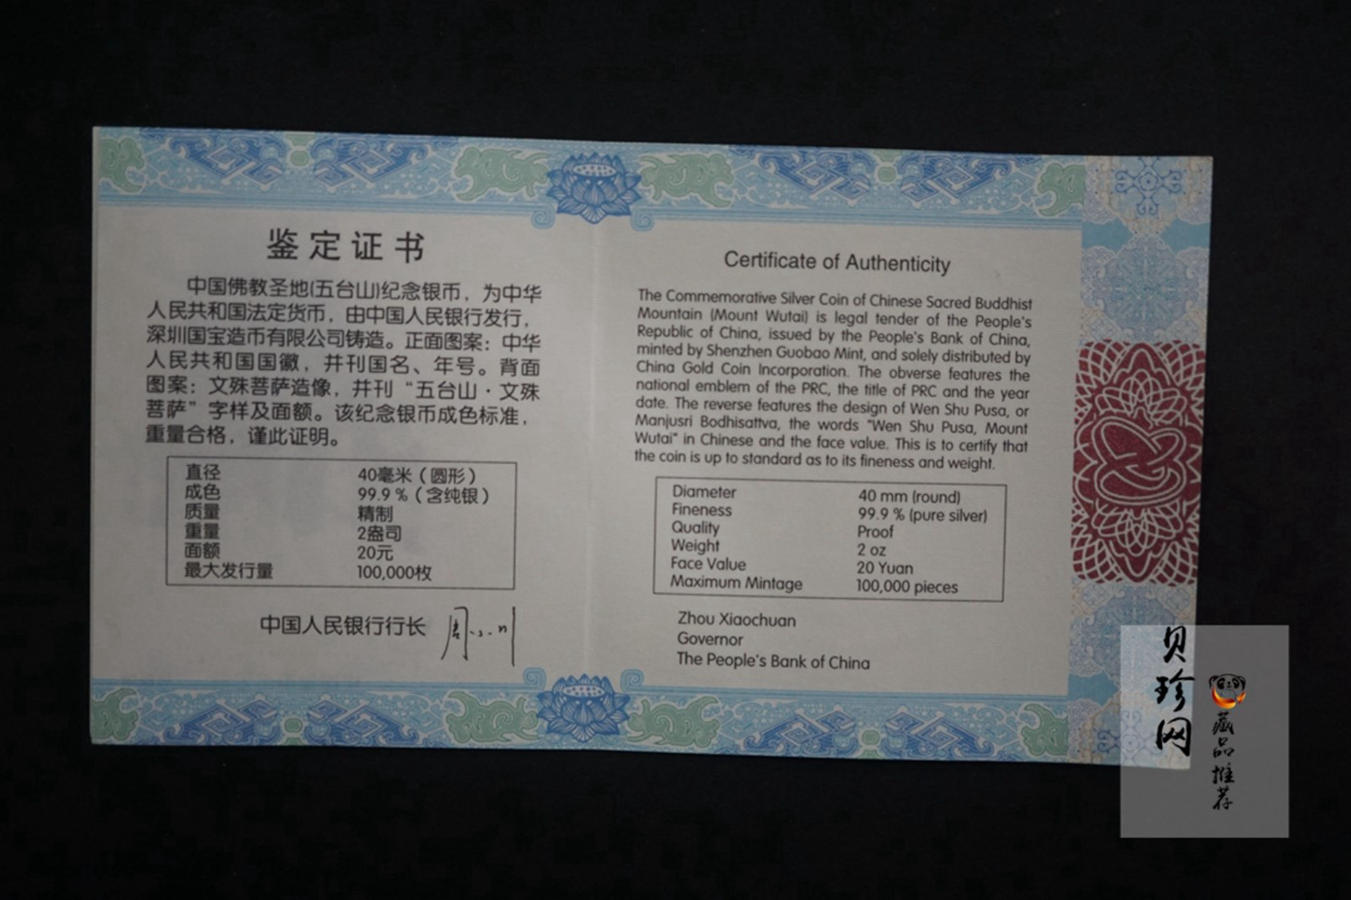 鉴定证书
中国佛教圣地(五台山)纪念银币，为中华
人民共和国法定货币，由中国人民银行发行，
深圳国宝造币有限公司铸造。正面图案：中华
人民共和国国徽，并刊国名、年号。背面
图案：文殊菩萨造像，并刊“五台山·文殊
菩萨”字样及面额。该纪念银币成色标准，
重量合格，谨此证明。
直径 40毫米（圆形）
成色 99.9%（含纯银）
质量 精制
重量 2盎司
面额 20元
最大发行量 100,000枚
中国人民银行行长 周小川
Certificate of Authenticity
The Commemorative Silver Coin of Chinese Sacred Buddhist
Mountain (Mount Wutai) is legal tender of the People's
Republic of China, issued by the People's Bank of China,
minted by Shenzhen Guobao Mint, and solely distributed by
China Gold Coin Incorporation. The obverse features the
national emblem of the PRC, the title of PRC and the year
date. The reverse features the design of Wen Shu Pusa, or
Manjusri Bodhisattva, the words "Wen Shu Pusa, Mount
Wutai" in Chinese and the face value. This is to certify that
the coin is up to standard as to its fineness and weight.
Diameter 40 mm (round)
Fineness 99.9 % (pure silver)
Quality Proof
Weight 2 oz
Face Value 20 Yuan
Maximum Mintage 100,000 pieces
Zhou Xiaochuan
Governor
The People's Bank of China
贝珍网
藏品推荐